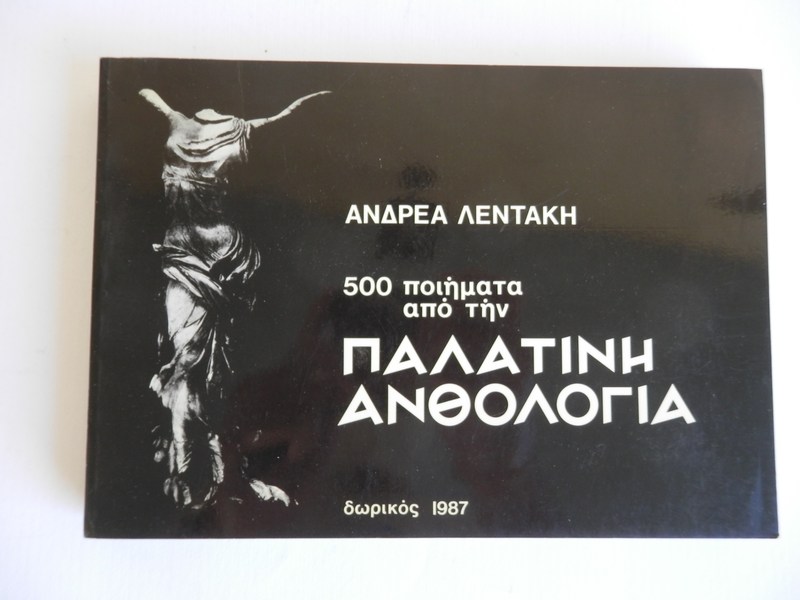 ΑΝΔΡΕΑ ΛΕΝΤΑΚΗ
500 ποιήματα
από τήν
ΠΑΛΑΤΙΝΗ
ΑΝΘΟΛΟΓΙΑ
δωρικός 1987